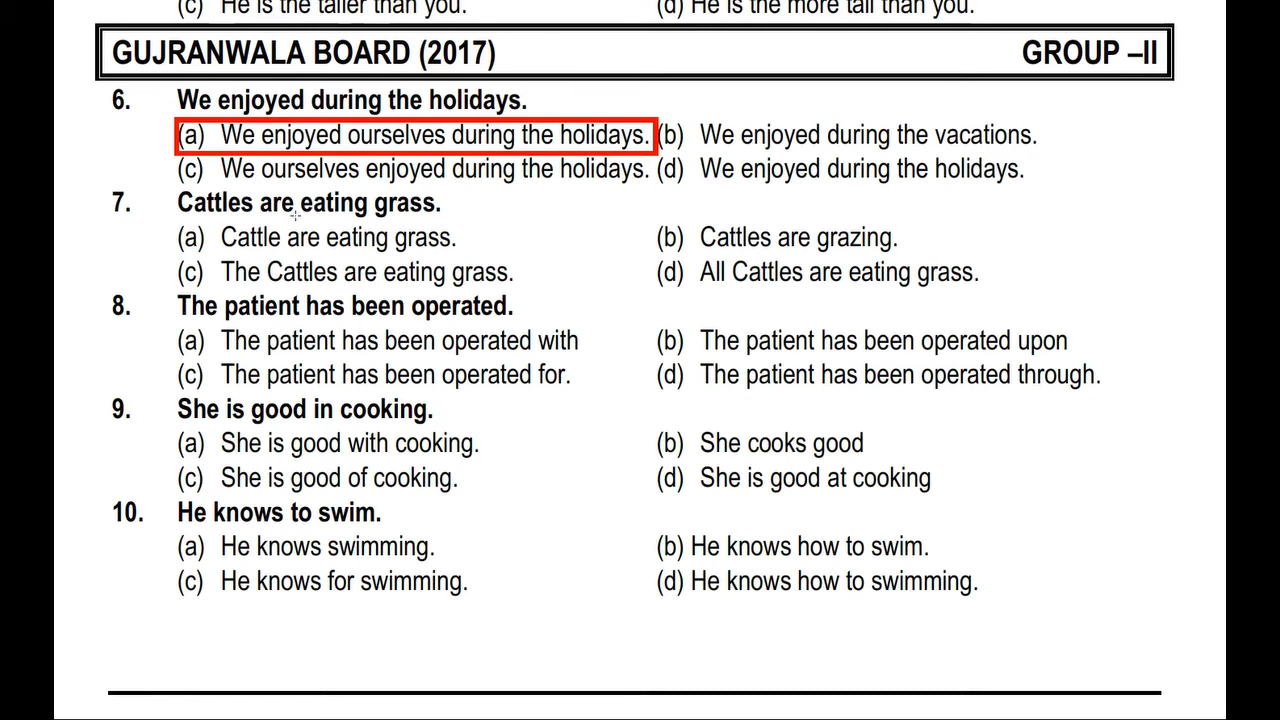 (c) He is the taller than you. (d) He is the more tall than you.
GUJRANWALA BOARD (2017) GROUP –II
6. We enjoyed during the holidays.
(a) We enjoyed ourselves during the holidays. (b) We enjoyed during the vacations.
(c) We ourselves enjoyed during the holidays. (d) We enjoyed during the holidays.
7. Cattles are eating grass.
(a) Cattle are eating grass. (b) Cattles are grazing.
(c) The Cattles are eating grass. (d) All Cattles are eating grass.
8. The patient has been operated.
(a) The patient has been operated with (b) The patient has been operated upon
(c) The patient has been operated for. (d) The patient has been operated through.
9. She is good in cooking.
(a) She is good with cooking. (b) She cooks good
(c) She is good of cooking. (d) She is good at cooking
10. He knows to swim.
(a) He knows swimming. (b) He knows how to swim.
(c) He knows for swimming. (d) He knows how to swimming.